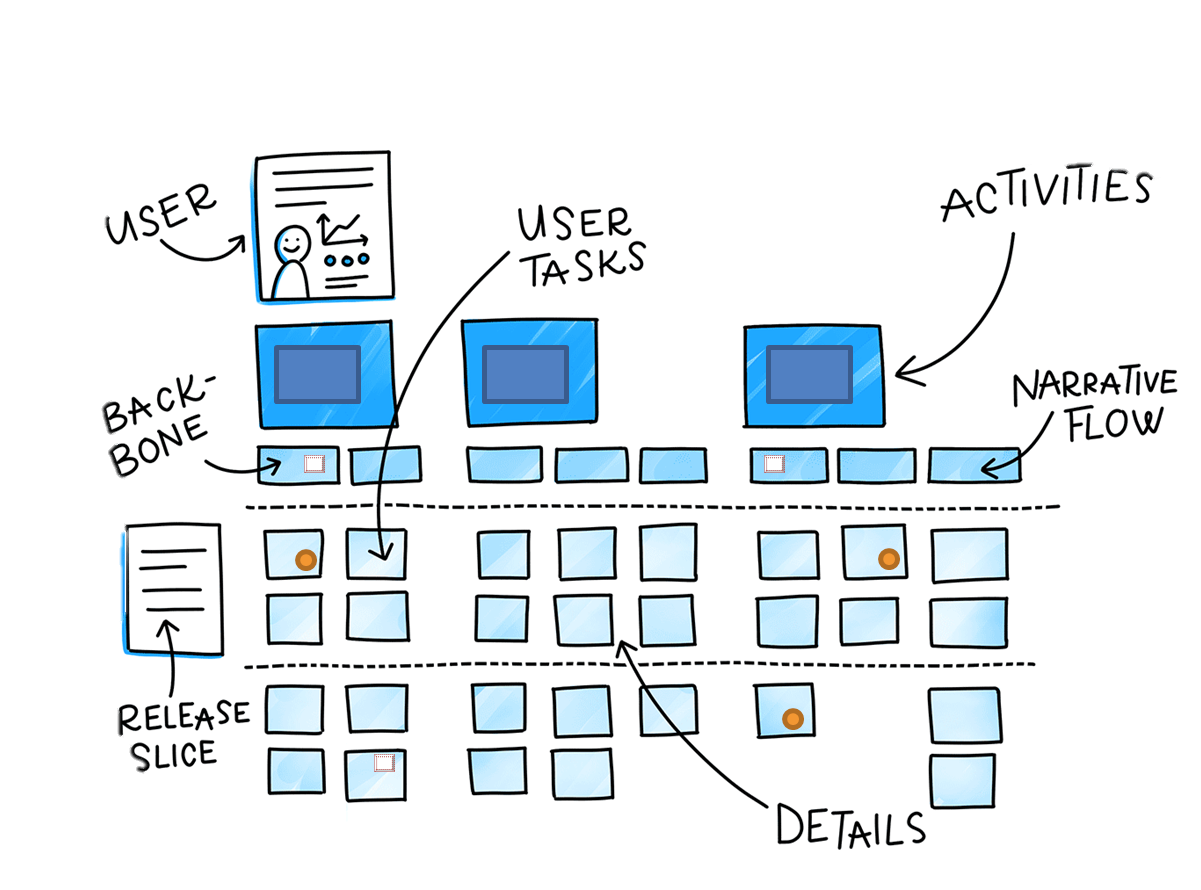 USER
USER
TASKS
ACTIVITIES
BACK-
BONE
NARRATIVE
FLOW
RELEASE
SLICE
DETAILS